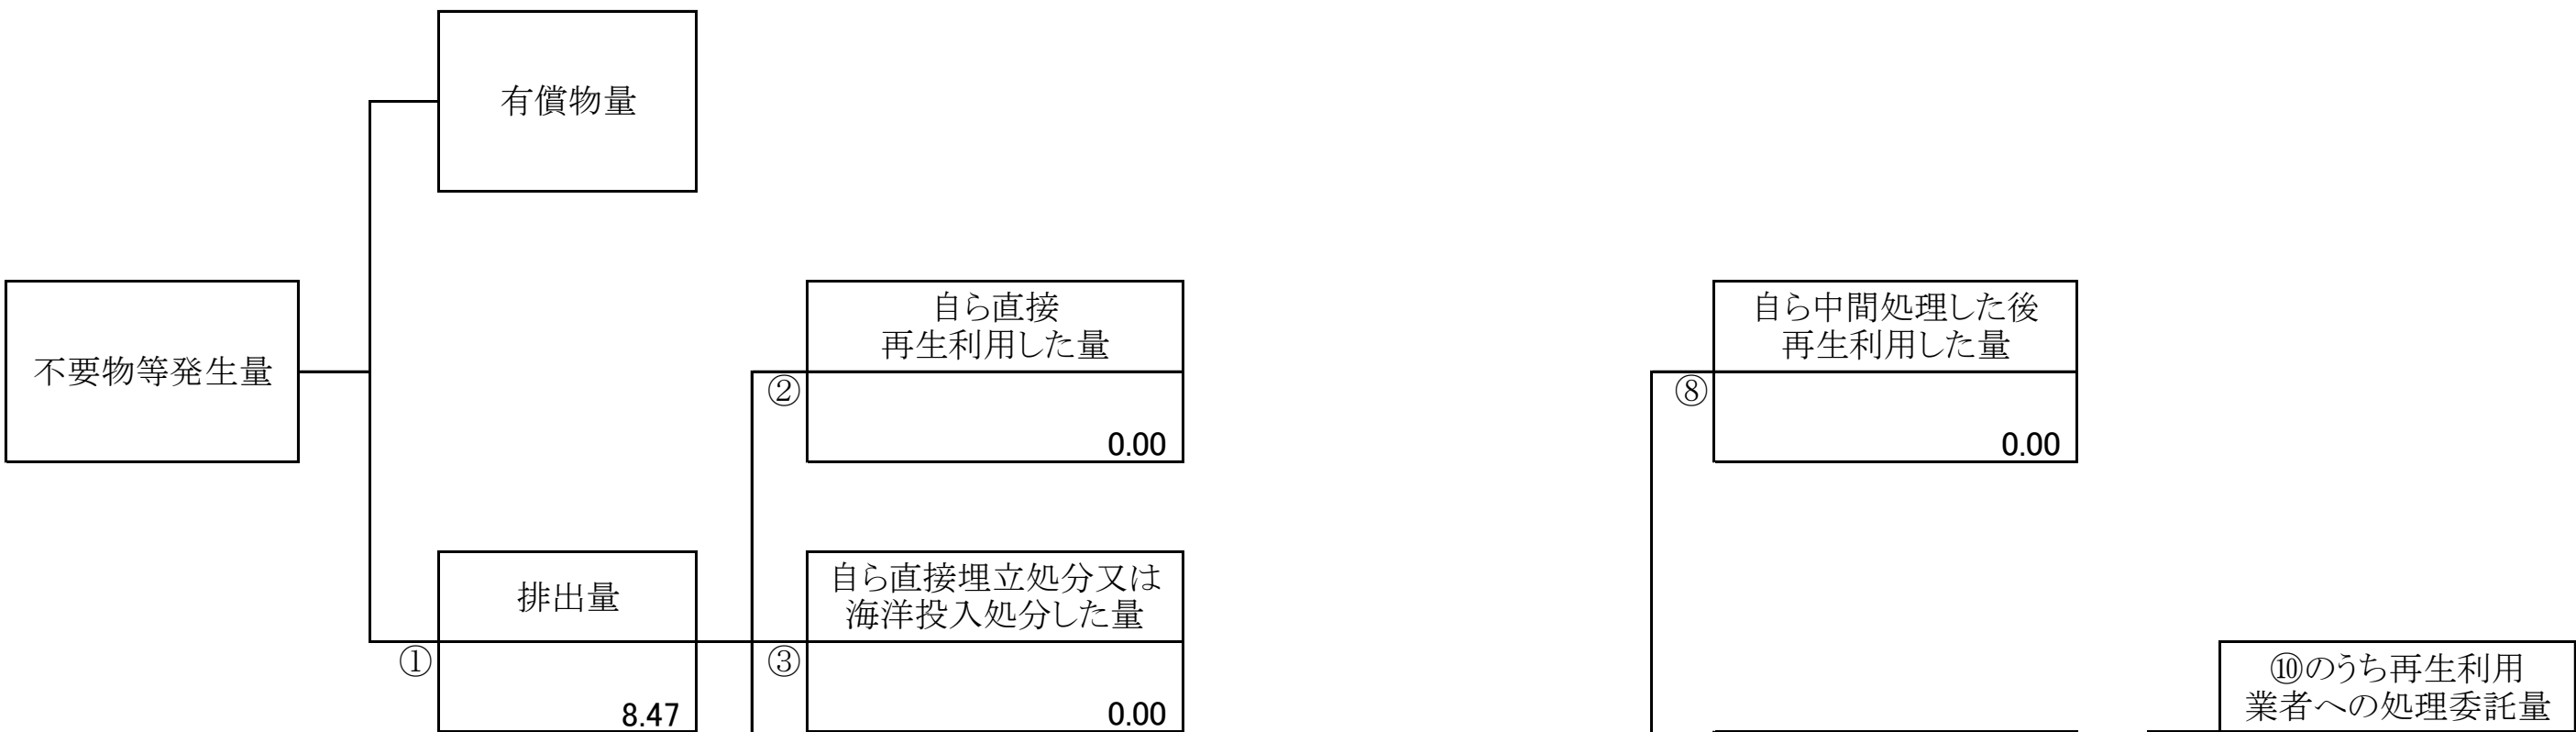 有償物量
不要物等発生量
自ら直接
再生利用した量
②
0.00
自ら中間処理した後
再生利用した量
⑧
0.00
排出量
①
8.47
自ら直接埋立処分又は
海洋投入処分した量
③
0.00
⑩のうち再生利用
業者への処理委託量